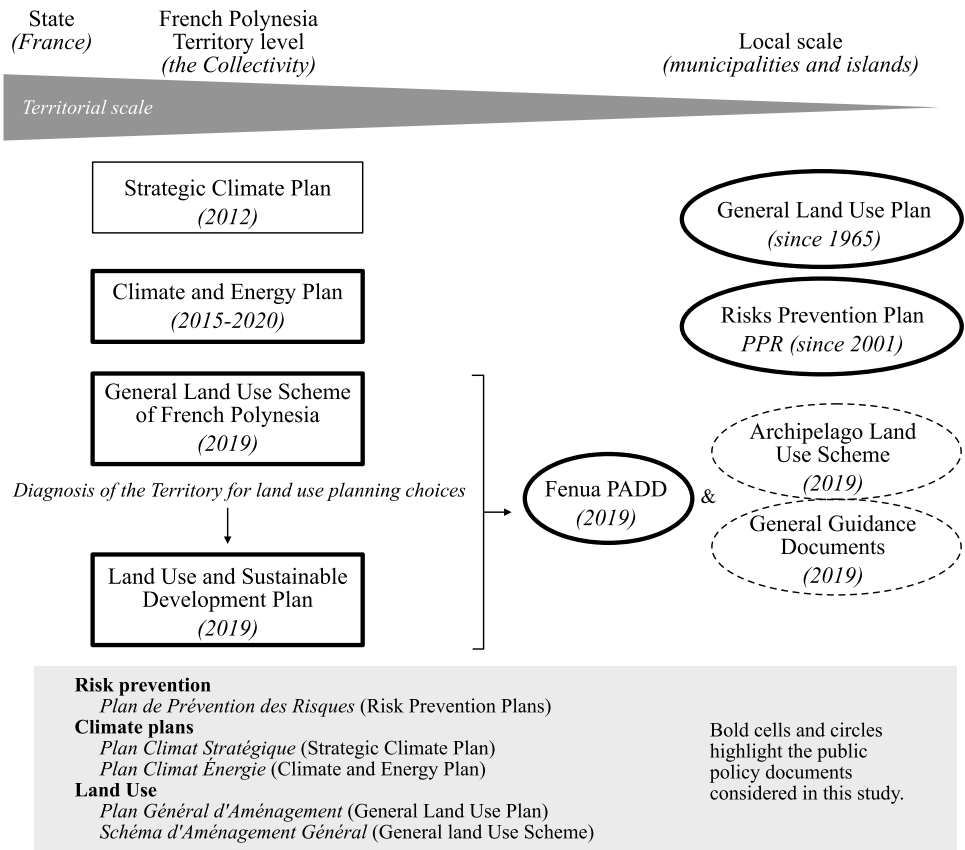 State
(France)
French Polynesia
Territory level
(the Collectivity)
Local scale
(municipalities and islands)
Territorial scale
Strategic Climate Plan
(2012)
Climate and Energy Plan
(2015-2020)
General Land Use Scheme
of French Polynesia
(2019)
Diagnosis of the Territory for land use planning choices
Land Use and Sustainable
Development Plan
(2019)
Fenua PADD
(2019)
&
General Land Use Plan
(since 1965)
Risks Prevention Plan
PPR (since 2001)
Archipelago Land
Use Scheme
(2019)
General Guidance
Documents
(2019)
Risk prevention
Plan de Prévention des Risques (Risk Prevention Plans)
Climate plans
Plan Climat Stratégique (Strategic Climate Plan)
Plan Climat Énergie (Climate and Energy Plan)
Land Use
Plan Général d'Aménagement (General Land Use Plan)
Schéma d'Aménagement Général (General land Use Scheme)
Bold cells and circles
highlight the public
policy documents
considered in this study.